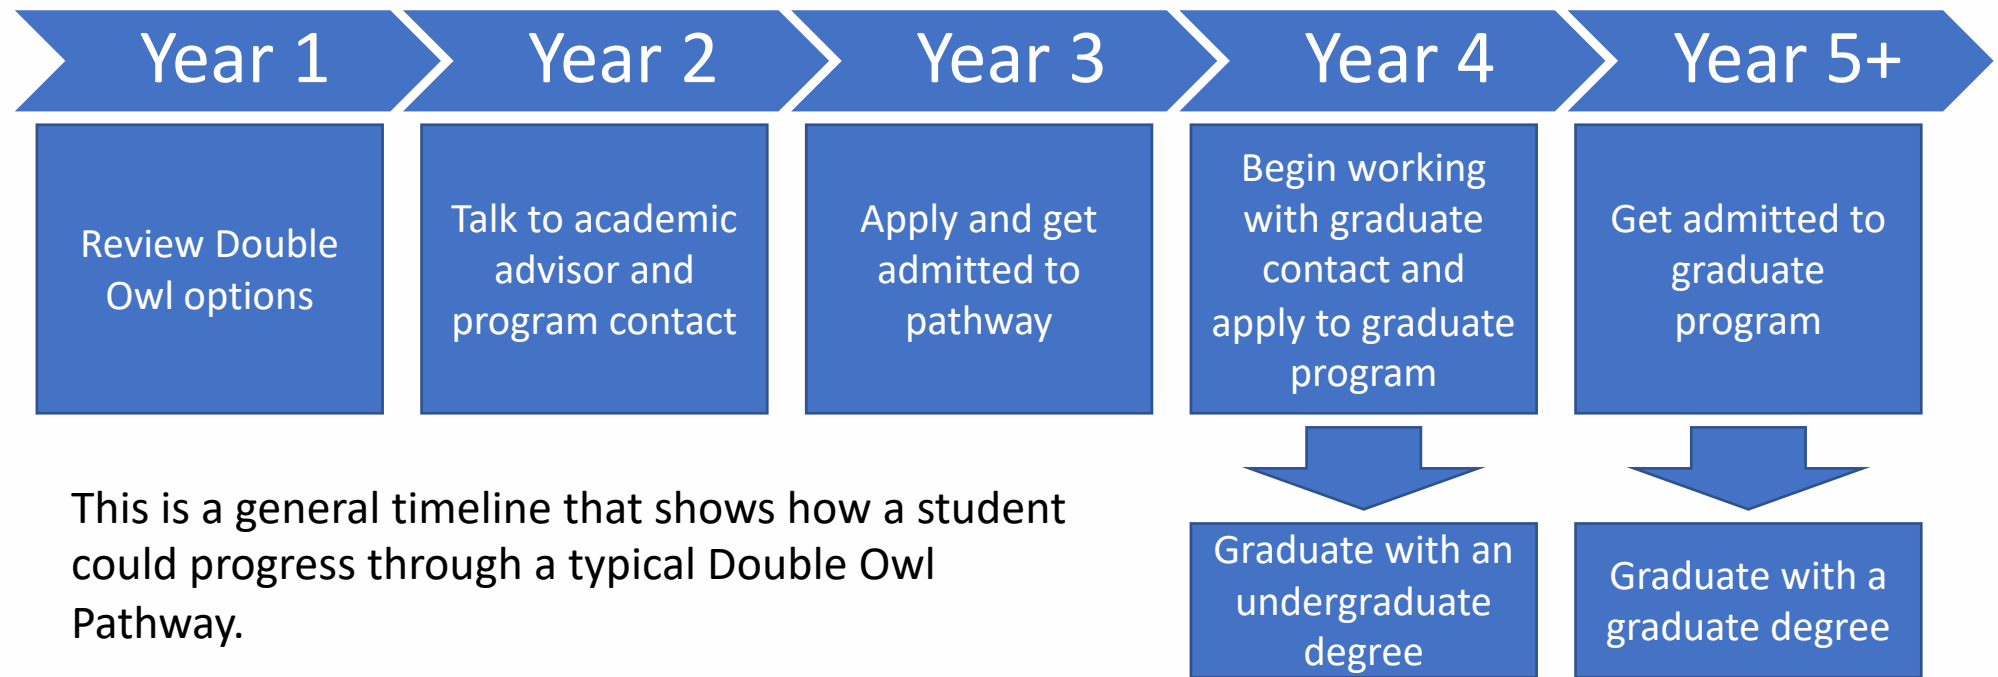 Year 1
Year 2
Year 3
Year 4
Year 5+
Review Double
Owl options
Talk to academic
advisor and
program contact
Apply and get
admitted to
pathway
Begin working
with graduate
contact and
apply to graduate
program
Get admitted to
graduate
program
This is a general timeline that shows how a student
could progress through a typical Double Owl
Pathway.
Graduate with an
undergraduate
degree
Graduate with a
graduate degree